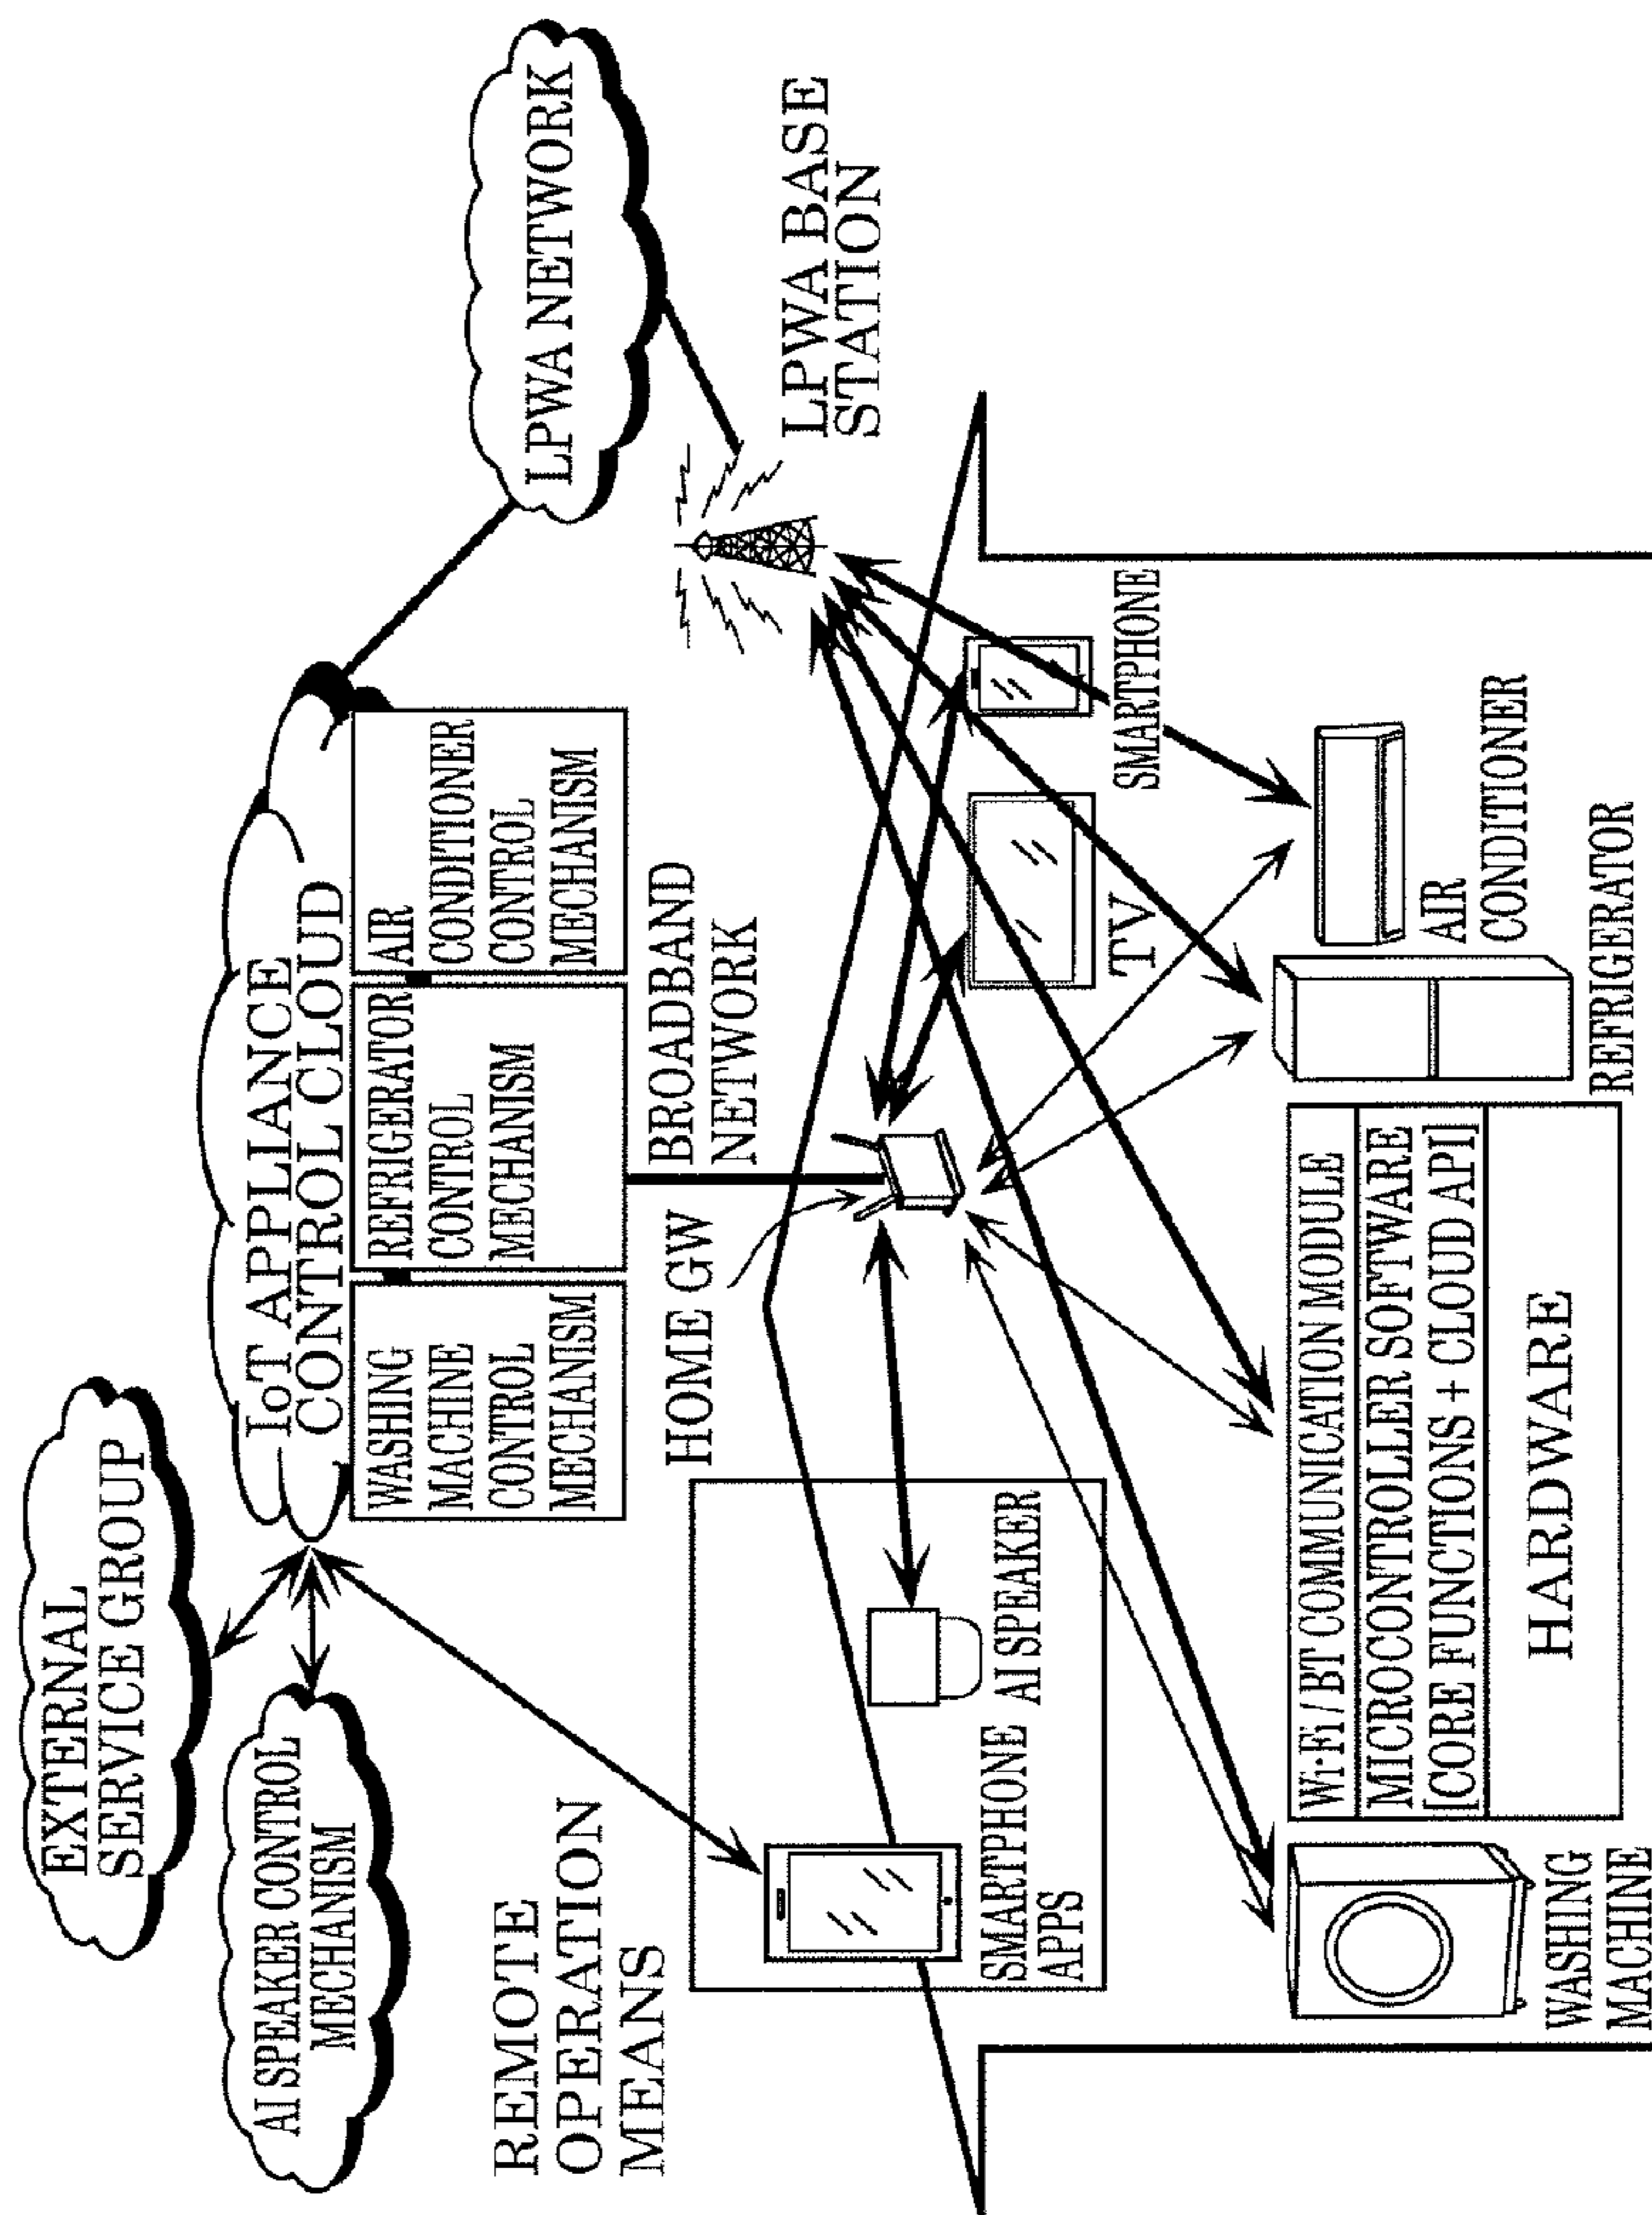 EXTERNAL
SERVICE GROUP
AI SPEAKER CONTROL
MECHANISM
IoT APPLIANCE
CONTROL CLOUD
WASHING
MACHINE
CONTROL
MECHANISM
REFRIGERATOR
CONTROL
MECHANISM
AIR
CONDITIONER
CONTROL
MECHANISM
LPWA NETWORK
REMOTE
OPERATION
MEANS
HOME GW
BROADBAND
NETWORK
LPWA BASE
STATION
SMARTPHONE
APPS
AI SPEAKER
TV
SMARTPHONE
WASHING
MACHINE
Wi-Fi / BT COMMUNICATION MODULE
MICROCONTROLLER SOFTWARE
[CORE FUNCTIONS + CLOUD API]
HARDWARE
REFRIGERATOR
AIR
CONDITIONER